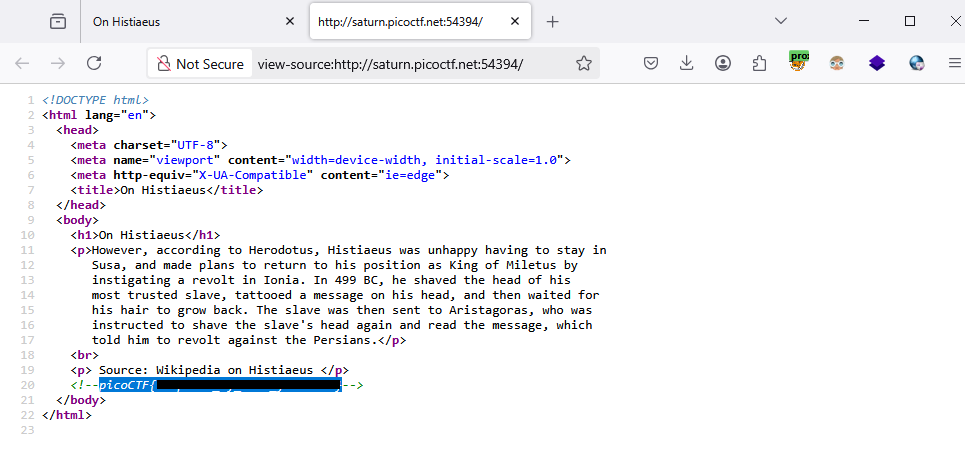 On Histiaeus
http://saturn.picoctf.net:54394/
Not Secure view-source:http://saturn.picoctf.net:54394/
1 <!DOCTYPE html>
2 <html lang="en">
3 <head>
4 <meta charset="UTF-8">
5 <meta name="viewport" content="width=device-width, initial-scale=1.0">
6 <meta http-equiv="X-UA-Compatible" content="ie=edge">
7 <title>On Histiaeus</title>
8 </head>
9 <body>
10 <h1>On Histiaeus</h1>
11 <p>However, according to Herodotus, Histiaeus was unhappy having to stay in
12 Susa, and made plans to return to his position as King of Miletus by
13 instigating a revolt in Ionia. In 499 BC, he shaved the head of his
14 most trusted slave, tattooed a message on his head, and then waited for
15 his hair to grow back. The slave was then sent to Aristagoras, who was
16 instructed to shave the slave's head again and read the message, which
17 told him to revolt against the Persians.</p>
18 <br>
19 <p> Source: Wikipedia on Histiaeus </p>
20 <!--picoCTF{ -->
21 </body>
22 </html>
23